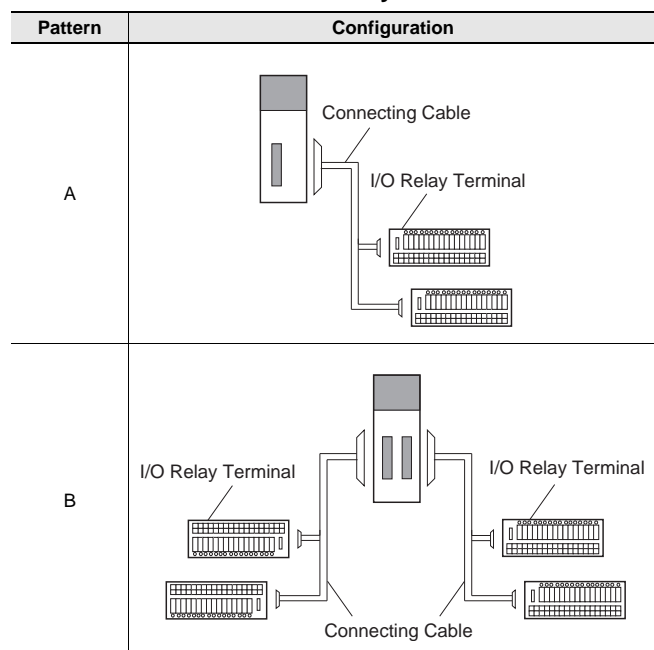 Pattern Configuration
A
Connecting Cable
I/O Relay Terminal
B
I/O Relay Terminal
I/O Relay Terminal
Connecting Cable